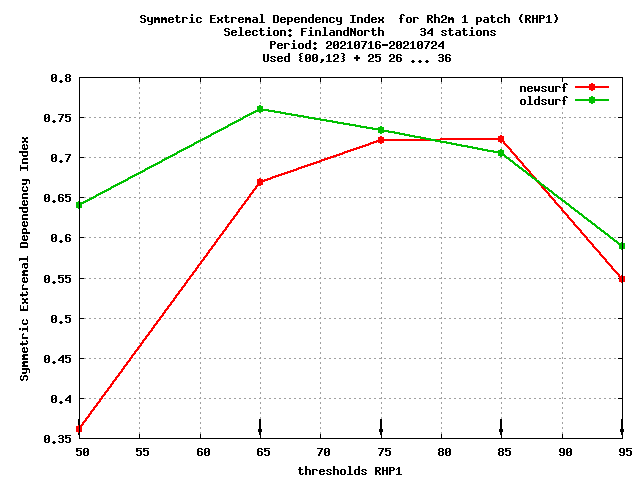 Symmetric Extremal Dependency Index  for Rh2m 1 patch (RHP1)
Selection: FinlandNorth     34 stations
Period: 20210716-20210724
Used {00,12} + 25 26 ... 36
newsurf
oldsurf
Symmetric Extremal Dependency Index
0.8
0.75
0.7
0.65
0.6
0.55
0.5
0.45
0.4
0.35
50 55 60 65 70 75 80 85 90 95
thresholds RHP1